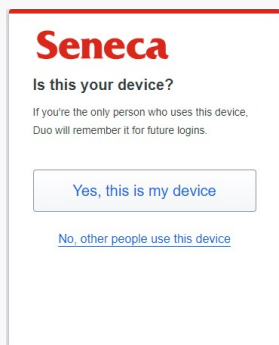 Seneca
Is this your device?
If you're the only person who uses this device,
Duo will remember it for future logins.
Yes, this is my device
No, other people use this device